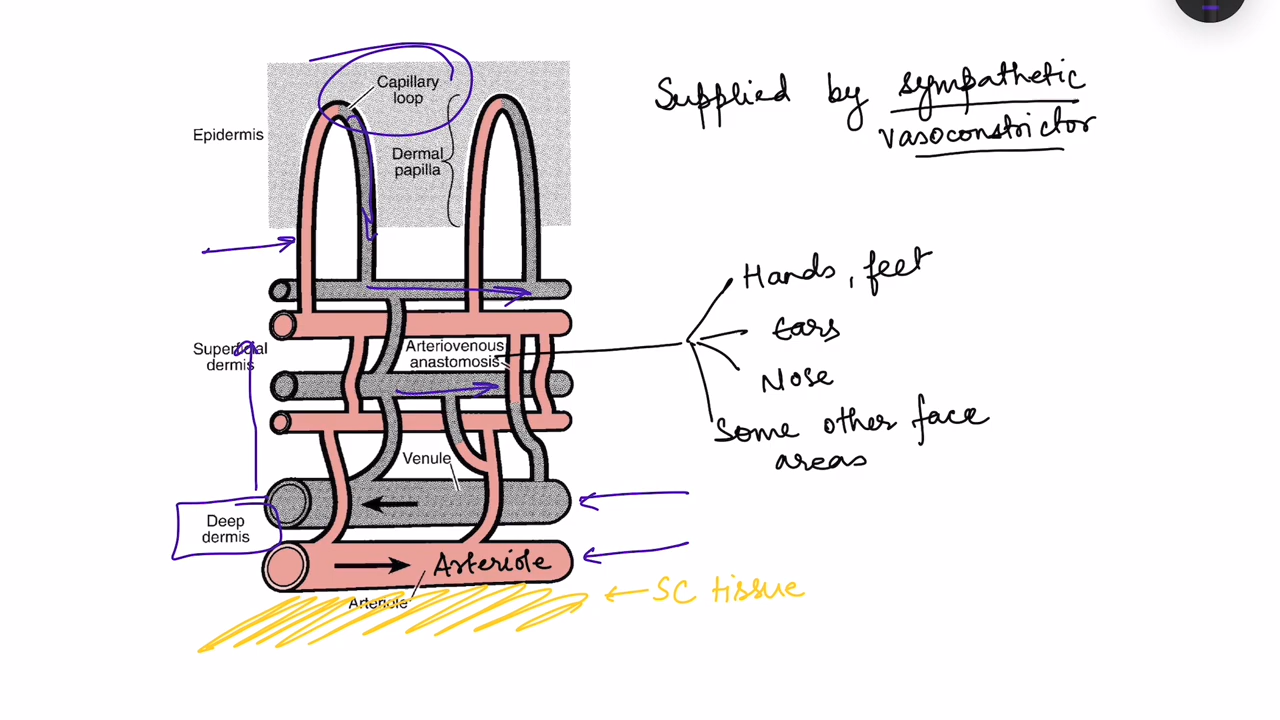 Capillary
loop
Epidermis
Dermal
papilla
Superficial
dermis
Arteriovenous
anastomosis
Venule
Deep
dermis
Arteriole
Arteriole
Supplied by sympathetic
vasoconstrictor
Hands, feet
Ears
Nose
Some other face
areas
SC tissue